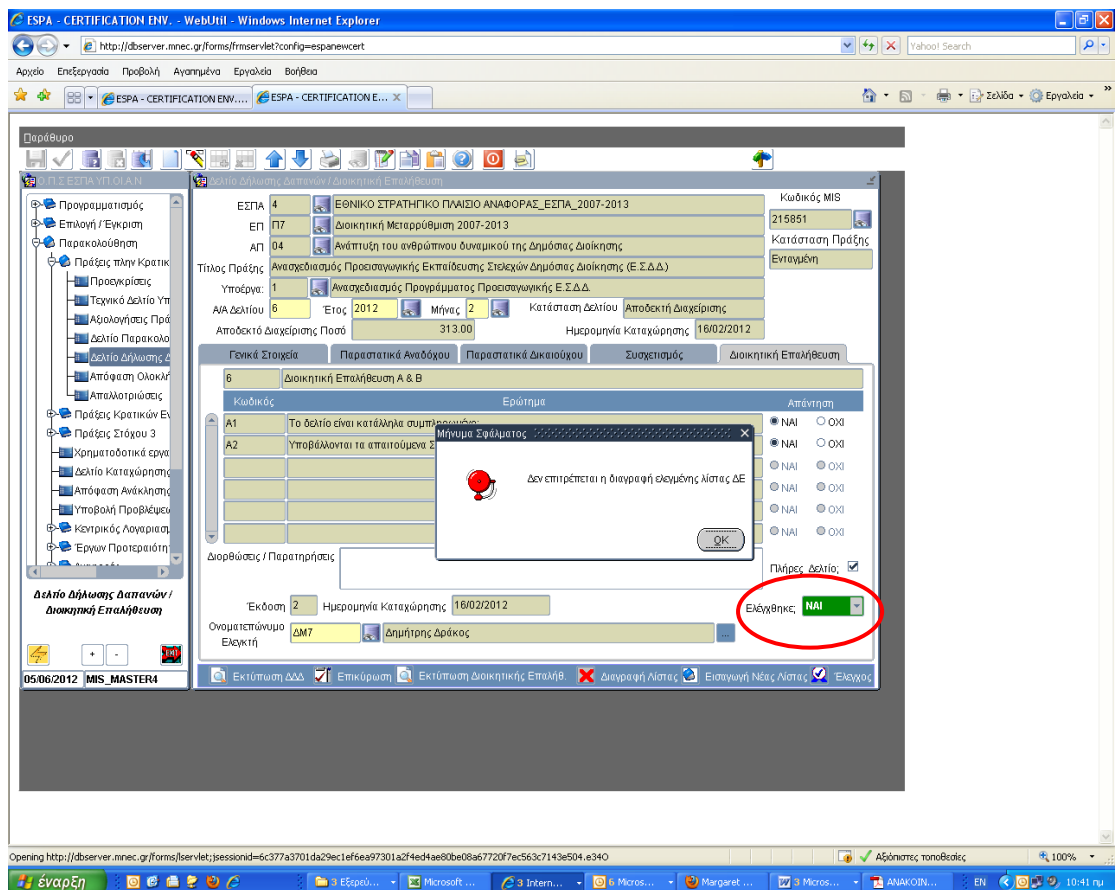 ESPA - CERTIFICATION ENV. - WebUtil - Windows Internet Explorer
http://dbserver.mnec.gr/forms/frmservlet?config=espanewcert
Yahoo! Search
Αρχείο Επεξεργασία Προβολή Αγαπημένα Εργαλεία Βοήθεια
ESPA - CERTIFICATION ENV.... ESPA - CERTIFICATION E... X
Σελίδα Εργαλεία
Παράθυρο
Ο.Π.Σ.ΕΣΠΑ-ΥΠ.ΟΙ.Α.Ν
Δελτίο Δήλωσης Δαπανών / Διοικητική Επαλήθευση
Προγραμματισμός
Επιλογή / Έγκριση
Παρακολούθηση
Πράξεις πλην Κρατικ
Προεγκρίσεις
Τεχνικό Δελτίο Υπ
Αξιολογήσεις Πρά
Δελτίο Παρακολο
Δελτίο Δήλωσης Δ
Απόφαση Ολοκλή
Απαλλοτριώσεις
Πράξεις Κρατικών Εν
Πράξεις Στόχου 3
Χρηματοδοτικά εργα
Δελτίο Καταχώρησης
Απόφαση Ανάκλησης
Υποβολή Προβλέψεω
Κεντρικός Λογαριασμ
Έργων Προτεραιότη
Δελτίο Δήλωσης Δαπανών /
Διοικητική Επαλήθευση
+ -
05/06/2012 MIS_MASTER4
ΕΣΠΑ 4 ΕΘΝΙΚΟ ΣΤΡΑΤΗΓΙΚΟ ΠΛΑΙΣΙΟ ΑΝΑΦΟΡΑΣ_ΕΣΠΑ_2007-2013
Κωδικός MIS
ΕΠ Π7 Διοικητική Μεταρρύθμιση 2007-2013
215851
ΑΠ 04 Ανάπτυξη του ανθρώπινου δυναμικού της Δημόσιας Διοίκησης
Κατάσταση Πράξης
Τίτλος Πράξης Ανασχεδιασμός Προεισαγωγικής Εκπαίδευσης Στελεχών Δημόσιας Διοίκησης (Ε.Σ.Δ.Δ.)
Ενταγμένη
Υποέργα: 1 Ανασχεδιασμός Προγράμματος Προεισαγωγικής Ε.Σ.Δ.Δ.
Α/Α Δελτίου 6 Έτος 2012 Μήνας 2 Κατάσταση Δελτίου Αποδεκτή Διαχείρισης
Αποδεκτό Διαχείρισης Ποσό 313.00 Ημερομηνία Καταχώρησης 16/02/2012
Γενικά Στοιχεία Παραστατικά Αναδόχου Παραστατικά Δικαιούχου Συσχετισμός Διοικητική Επαλήθευση
6 Διοικητική Επαλήθευση Α & Β
Κωδικός Ερώτημα Απάντηση
Α1 Το δελτίο είναι κατάλληλα συμπληρωμένο; ΝΑΙ ΟΧΙ
Α2 Υποβάλλονται τα απαιτούμενα Σ ΝΑΙ ΟΧΙ
ΝΑΙ ΟΧΙ
ΝΑΙ ΟΧΙ
ΝΑΙ ΟΧΙ
ΝΑΙ ΟΧΙ
Μήνυμα Σφάλματος
Δεν επιτρέπεται η διαγραφή ελεγμένης λίστας ΔΕ
OK
Διορθώσεις / Παρατηρήσεις
Πλήρες Δελτίο;
Έκδοση 2 Ημερομηνία Καταχώρησης 16/02/2012
Ελέγχθηκε; ΝΑΙ
Ονοματεπώνυμο Ελεγκτή ΔΜ7 Δημήτρης Δράκος ...
Εκτύπωση ΔΔΔ Επικύρωση Εκτύπωση Διοικητικής Επαλήθ. Διαγραφή Λίστας Εισαγωγή Νέας Λίστας Έλεγχος
Opening http://dbserver.mnec.gr/forms/lservlet;jsessionid=6c377a3701da29ec1ef6ea97301a2f4ed4ae80be08a67720f7ec563c7143e504.e34O
Αξιόπιστες τοποθεσίες 100%
έναρξη 3 Εξερεύ... Microsoft ... 3 Intern... 6 Micros... Margaret ... 3 Micros... ANAKOIN... EN 10:41 πμ